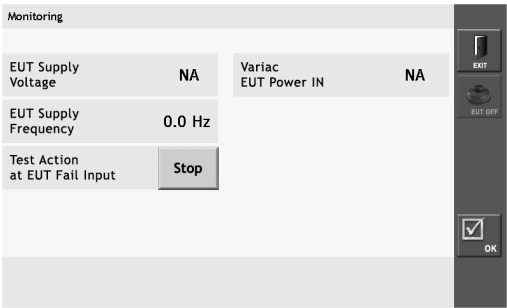 Monitoring
EUT Supply
Voltage
NA
Variac
EUT Power IN
NA
EUT Supply
Frequency
0.0 Hz
Test Action
at EUT Fail Input
Stop
EXIT
EUT OFF
OK